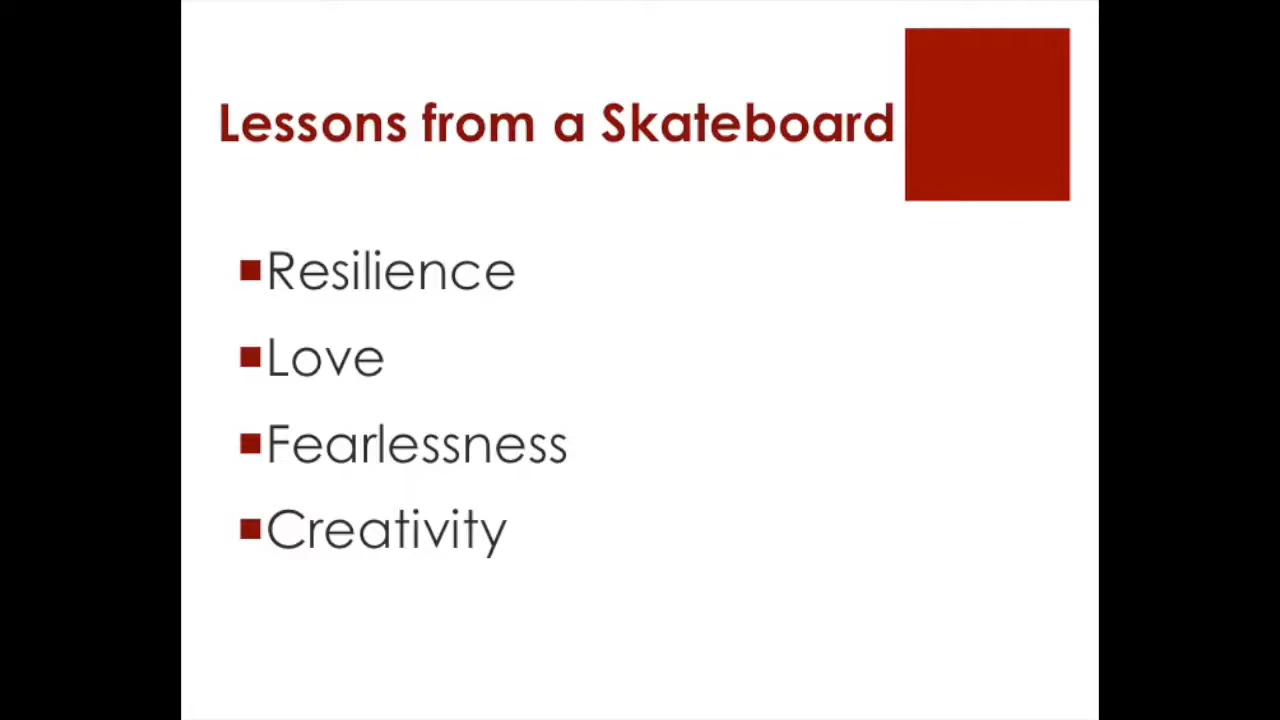 Lessons from a Skateboard
Resilience
Love
Fearlessness
Creativity